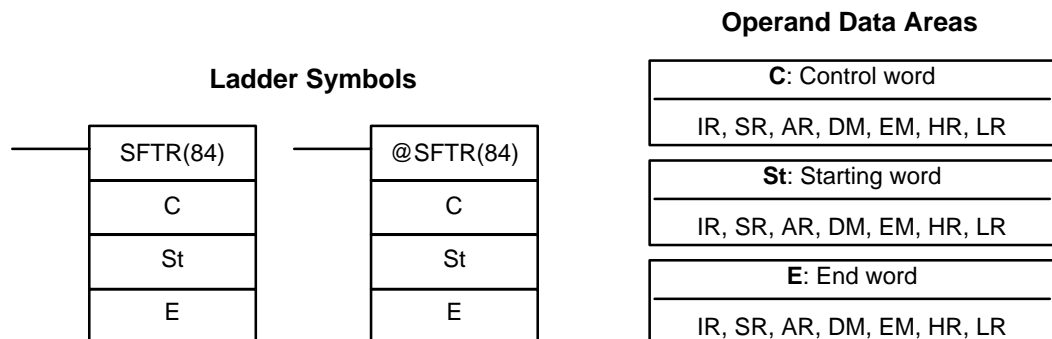 Ladder Symbols
SFTR(84)
C
St
E
@SFTR(84)
C
St
E
Operand Data Areas
C: Control word
IR, SR, AR, DM, EM, HR, LR
St: Starting word
IR, SR, AR, DM, EM, HR, LR
E: End word
IR, SR, AR, DM, EM, HR, LR